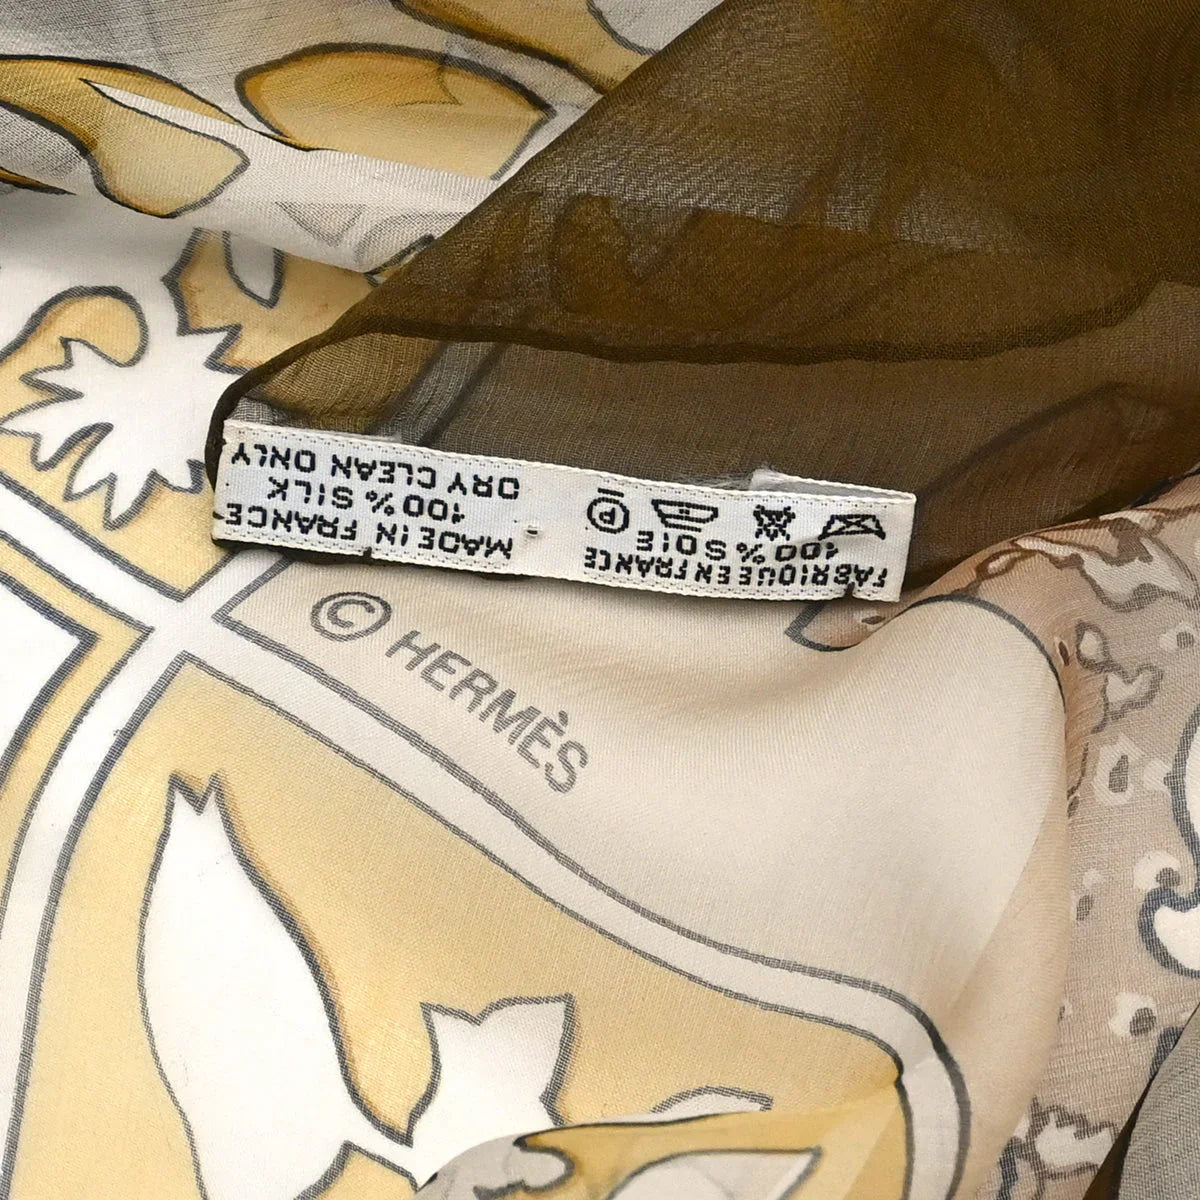 FABRIQUE EN FRANCE
100% SOIE
MADE IN FRANCE
100% SILK
DRY CLEAN ONLY
© HERMÈS